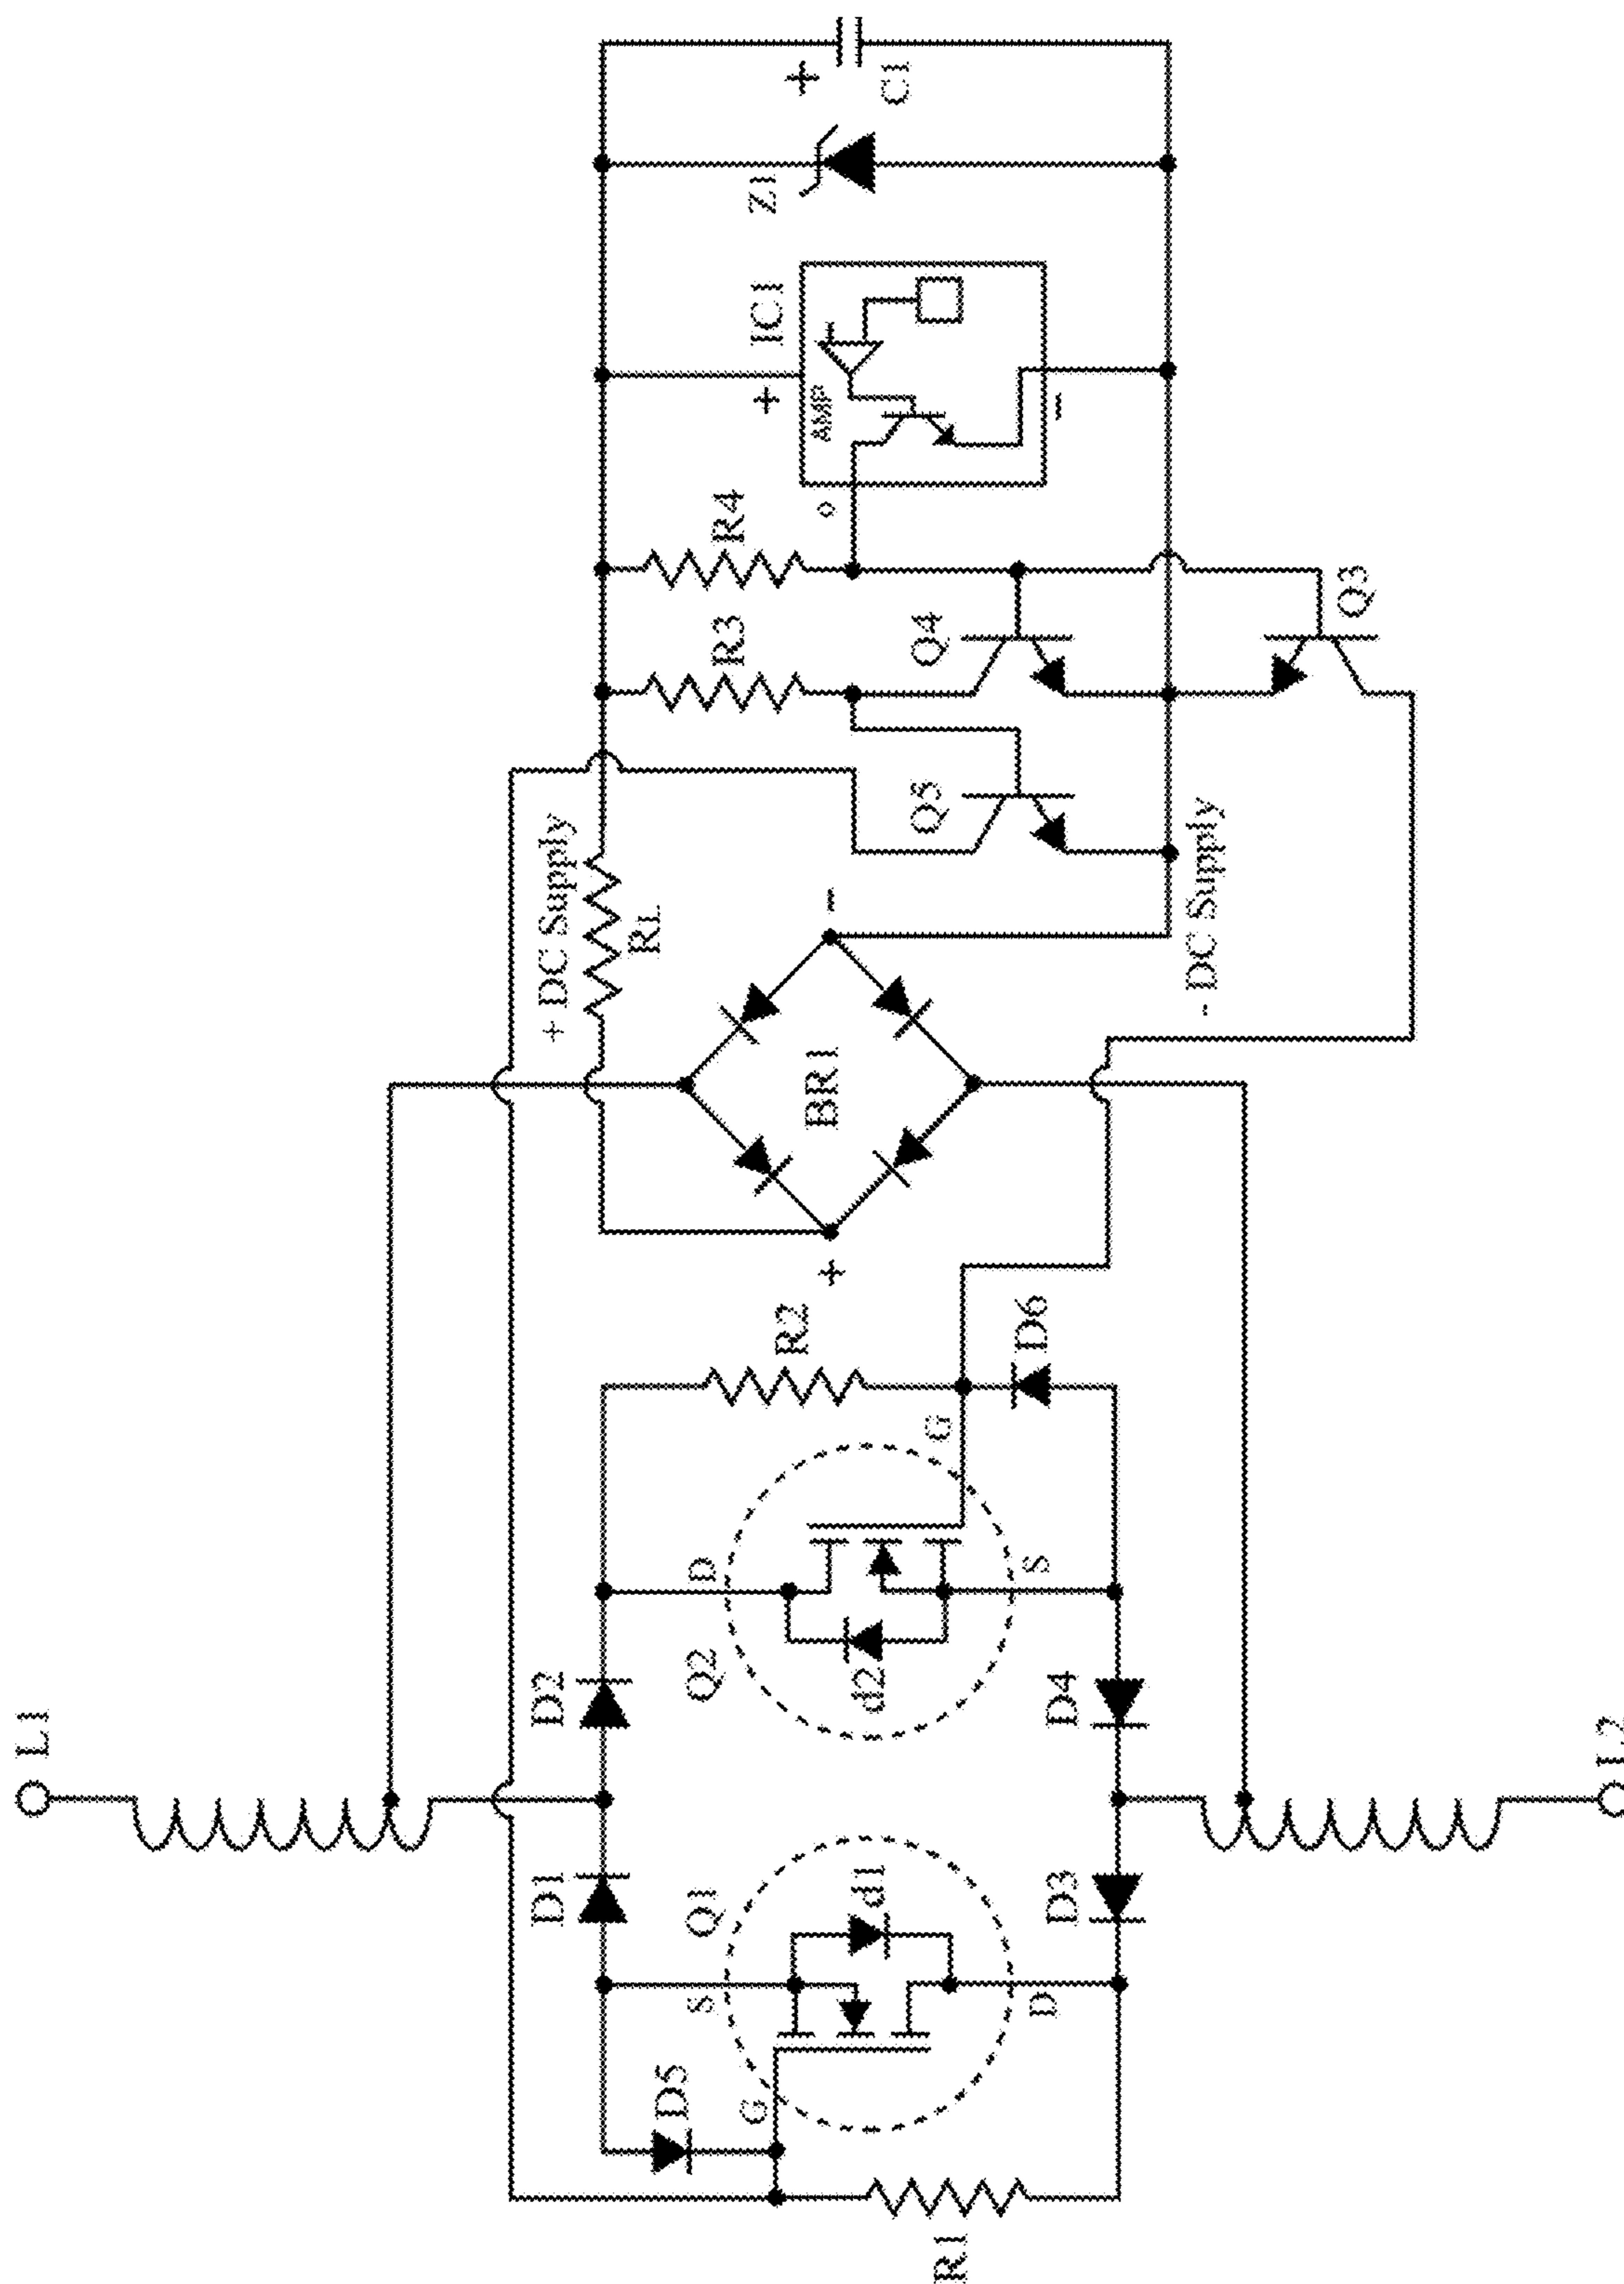 L1
D1
D2
Q1
Q2
d1
d2
S
D
D
S
G
G
D5
D6
R1
R2
D3
D4
L2
+
BR1
-
+ DC Supply
R1
- DC Supply
R3
R4
Q5
Q4
Q3
o
IC1
+
AMP
-
-
Z1
+
C1